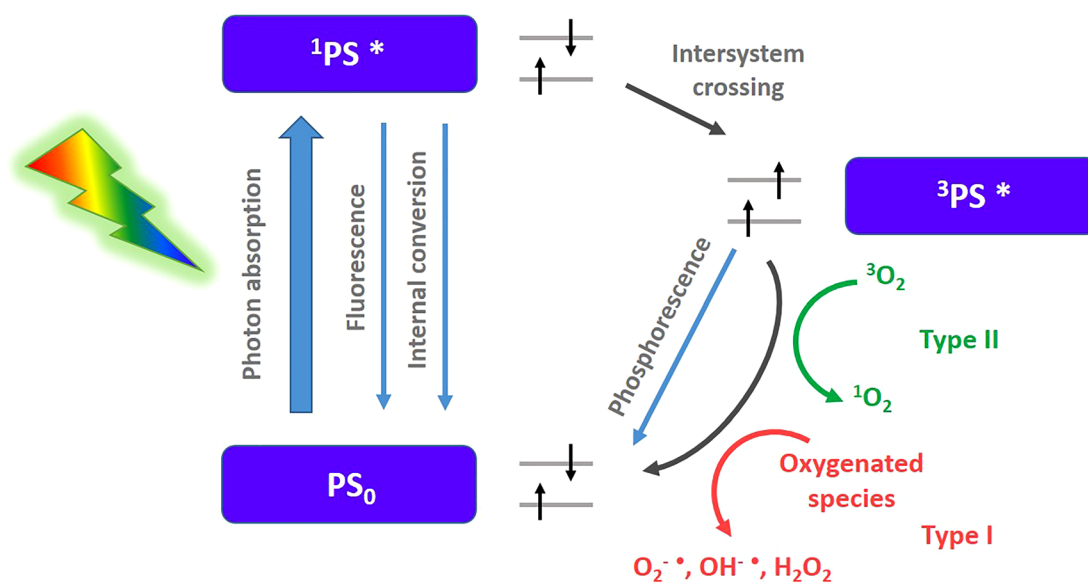 ¹PS *
Intersystem
crossing
Photon absorption
Fluorescence
Internal conversion
³PS *
Phosphorescence
³O₂
Type II
¹O₂
PS₀
Oxygenated
species
Type I
O₂⁻ •, OH⁻ •, H₂O₂